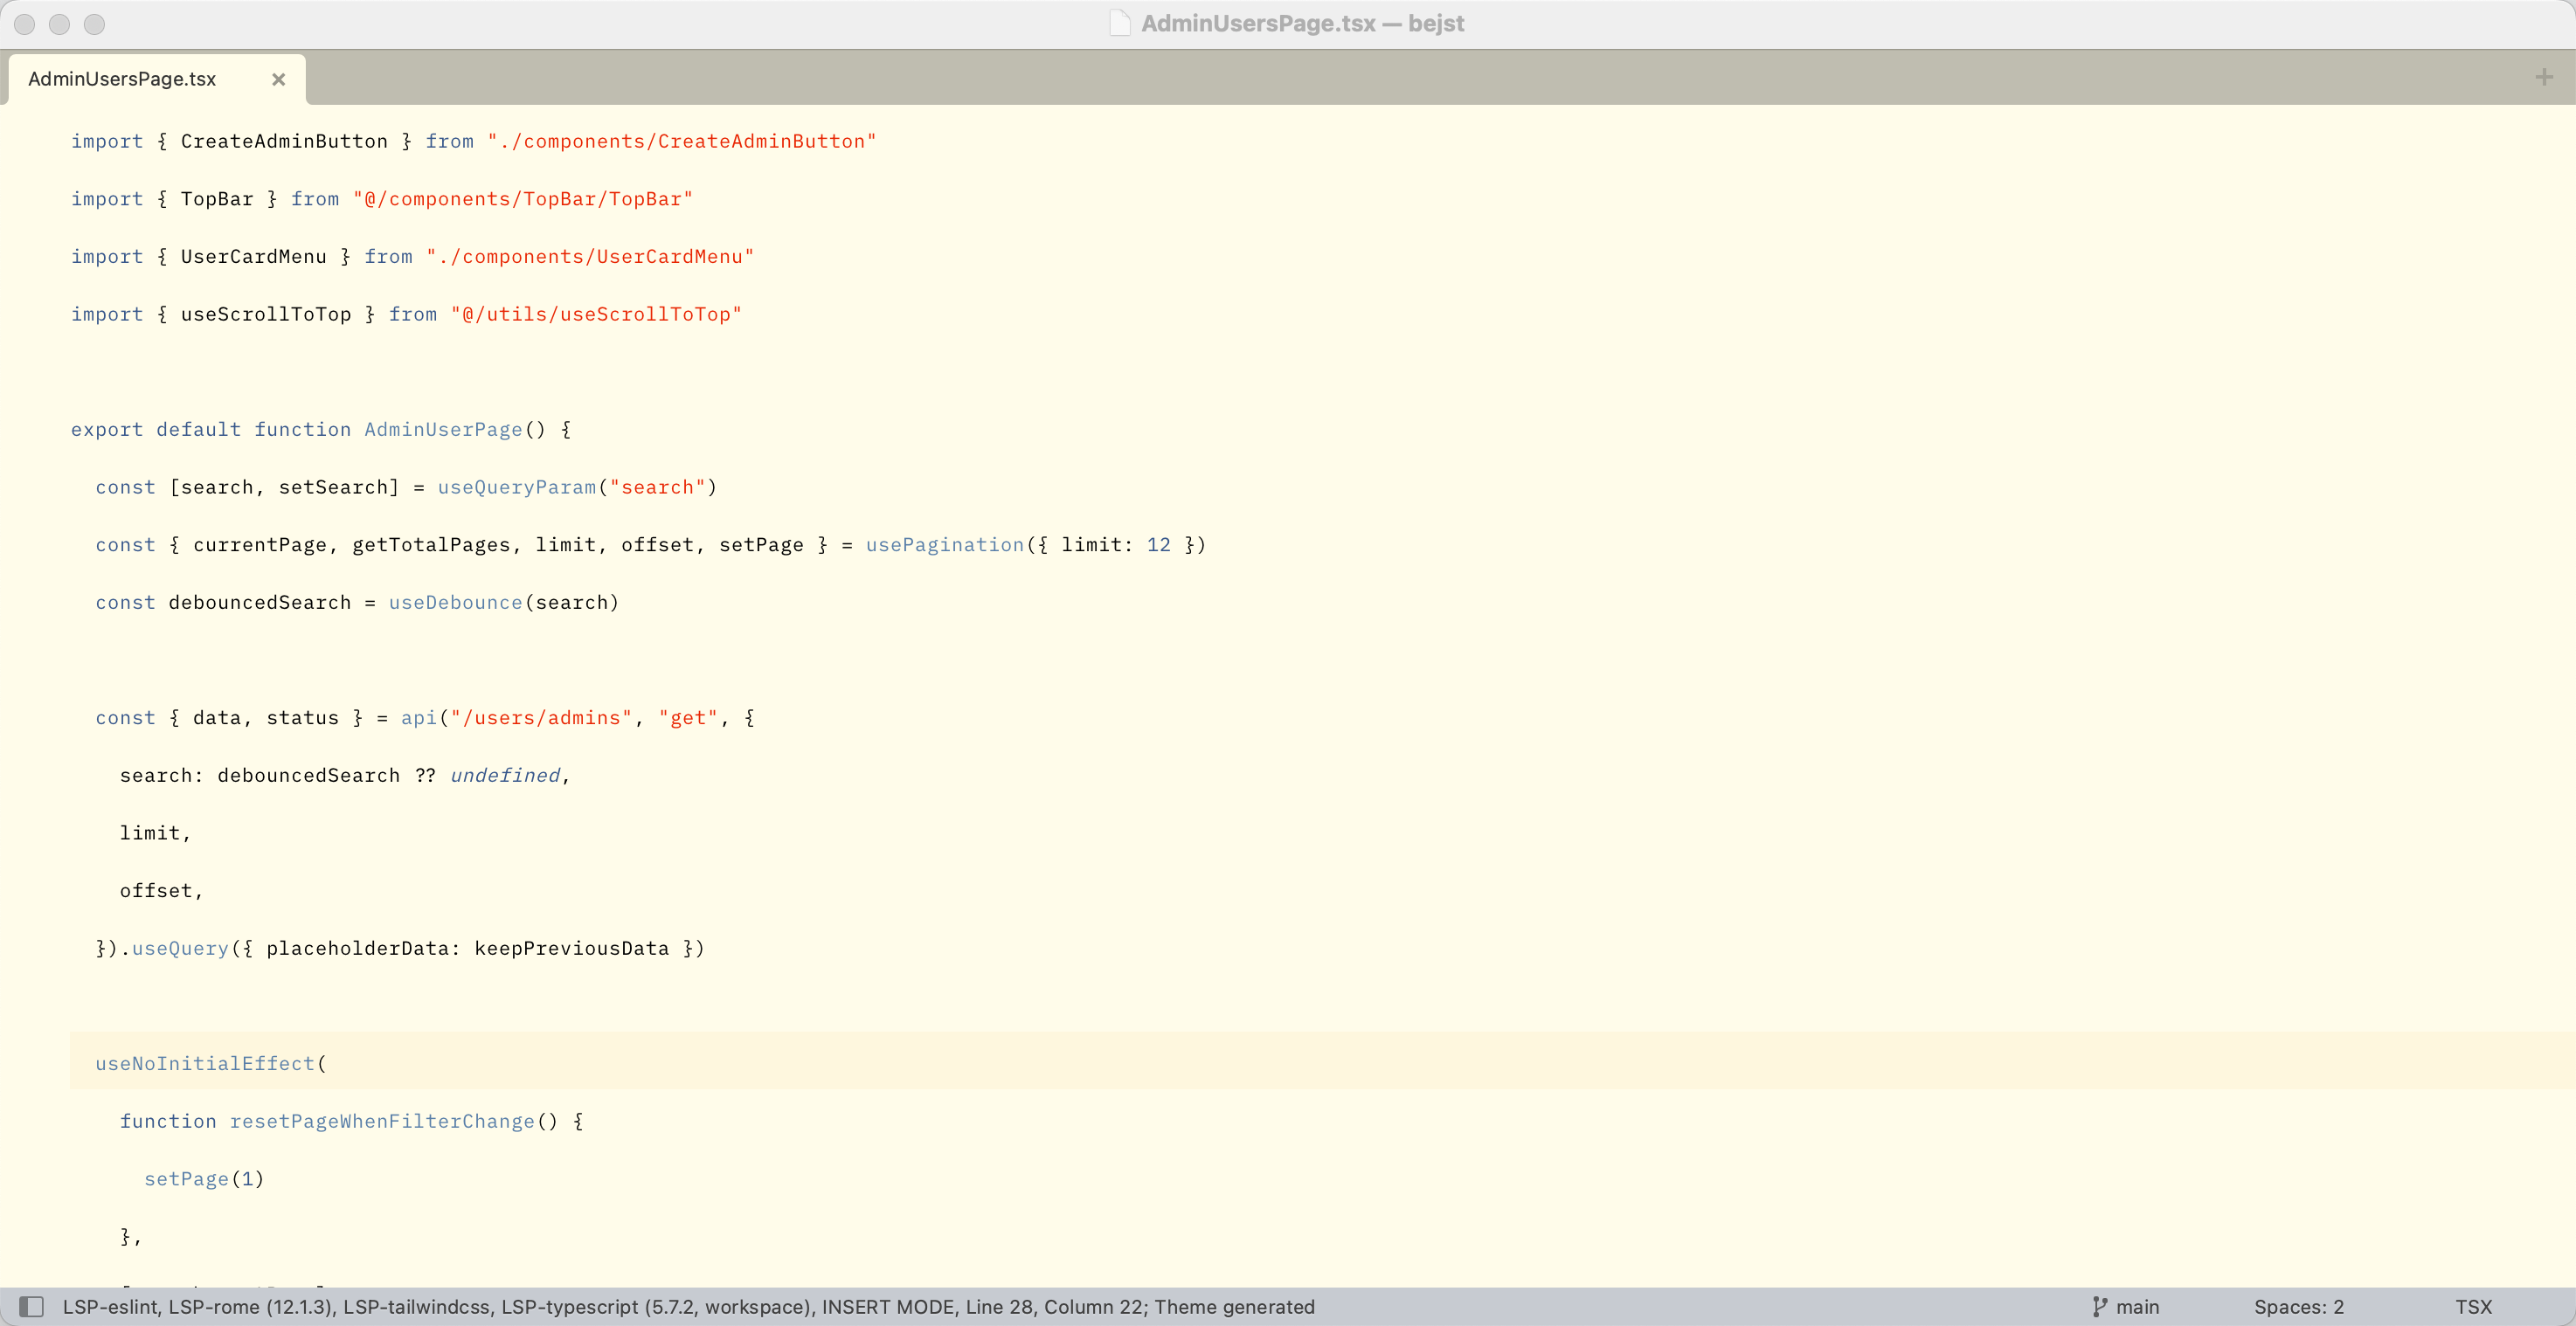 AdminUsersPage.tsx — bejst
AdminUsersPage.tsx
import { CreateAdminButton } from "./components/CreateAdminButton"
import { TopBar } from "@/components/TopBar/TopBar"
import { UserCardMenu } from "./components/UserCardMenu"
import { useScrollToTop } from "@/utils/useScrollToTop"
export default function AdminUserPage() {
  const [search, setSearch] = useQueryParam("search")
  const { currentPage, getTotalPages, limit, offset, setPage } = usePagination({ limit: 12 })
  const debouncedSearch = useDebounce(search)
  const { data, status } = api("/users/admins", "get", {
    search: debouncedSearch ?? undefined,
    limit,
    offset,
  }).useQuery({ placeholderData: keepPreviousData })
  useNoInitialEffect(
    function resetPageWhenFilterChange() {
      setPage(1)
    },
LSP-eslint, LSP-rome (12.1.3), LSP-tailwindcss, LSP-typescript (5.7.2, workspace), INSERT MODE, Line 28, Column 22; Theme generated
main
Spaces: 2
TSX